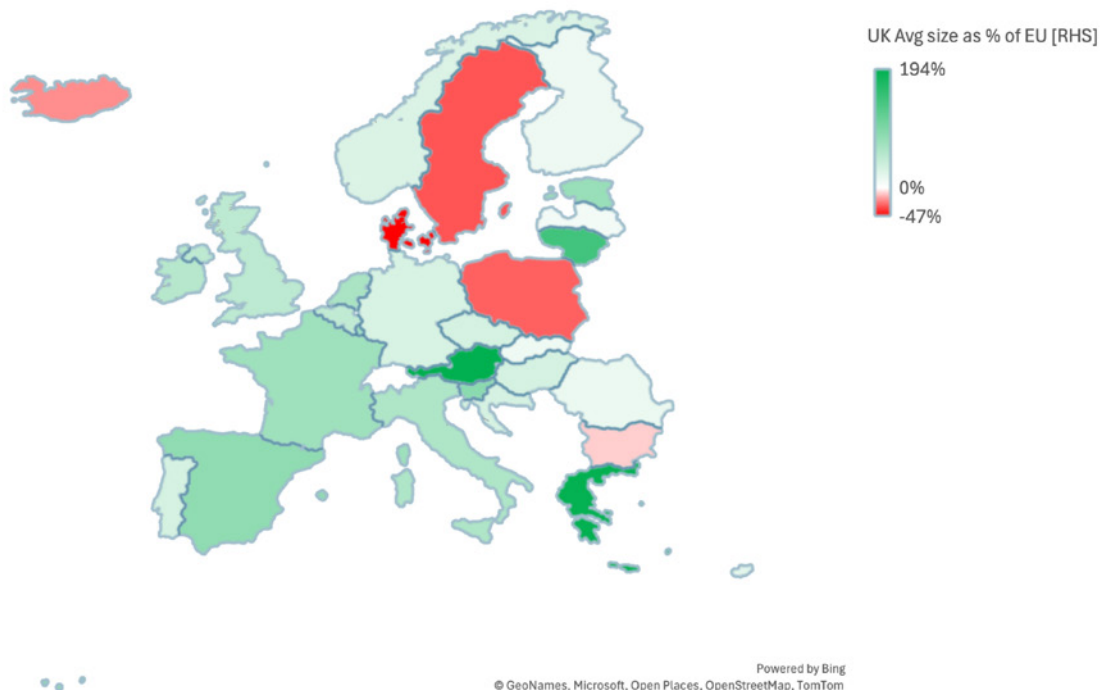 UK Avg size as % of EU [RHS]
194%
0%
-47%
Powered by Bing
© GeoNames, Microsoft, Open Places, OpenStreetMap, TomTom